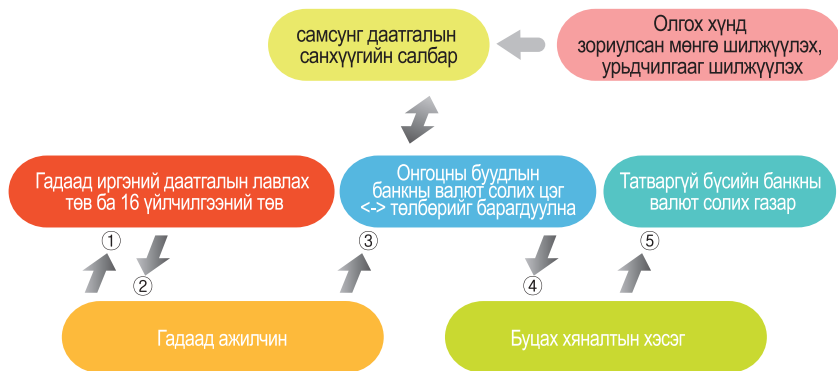 самсунг даатгалын
санхүүгийн салбар
Олгох хүнд
зориулсан мөнгө шилжүүлэх,
урьдчилгааг шилжүүлэх
Гадаад иргэний даатгалын лавлах
төв ба 16 үйлчилгээний төв
Онгоцны буудлын
банкны валют солих цэг
<-> төлбөрийг барагдуулна
Татваргүй бүсийн банкны
валют солих газар
①
②
③
④
⑤
Гадаад ажилчин
Буцах хяналтын хэсэг